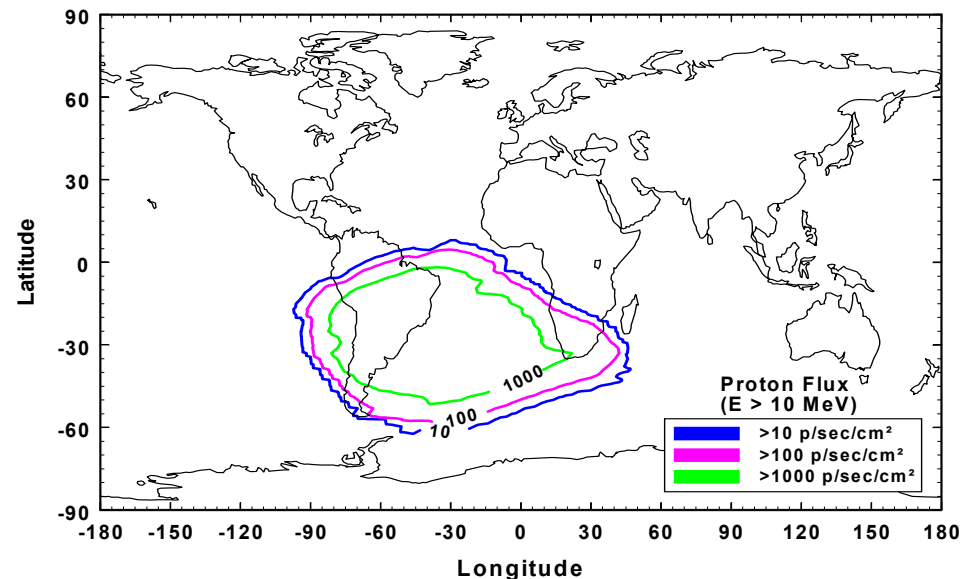 90
60
30
0
-30
-60
-90
Latitude
1000
100
10
Proton Flux
(E > 10 MeV)
>10 p/sec/cm²
>100 p/sec/cm²
>1000 p/sec/cm²
-180 -150 -120 -90 -60 -30 0 30 60 90 120 150 180
Longitude